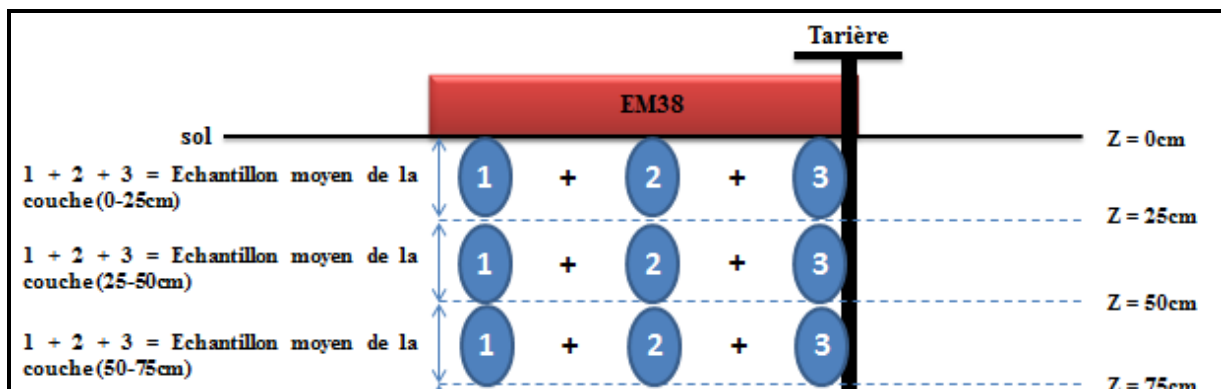 Tarière
EM38
sol
Z = 0cm
1 + 2 + 3 = Echantillon moyen de la
couche (0-25cm)
1 + 2 + 3
Z = 25cm
1 + 2 + 3 = Echantillon moyen de la
couche (25-50cm)
1 + 2 + 3
Z = 50cm
1 + 2 + 3 = Echantillon moyen de la
couche (50-75cm)
1 + 2 + 3
Z = 75cm